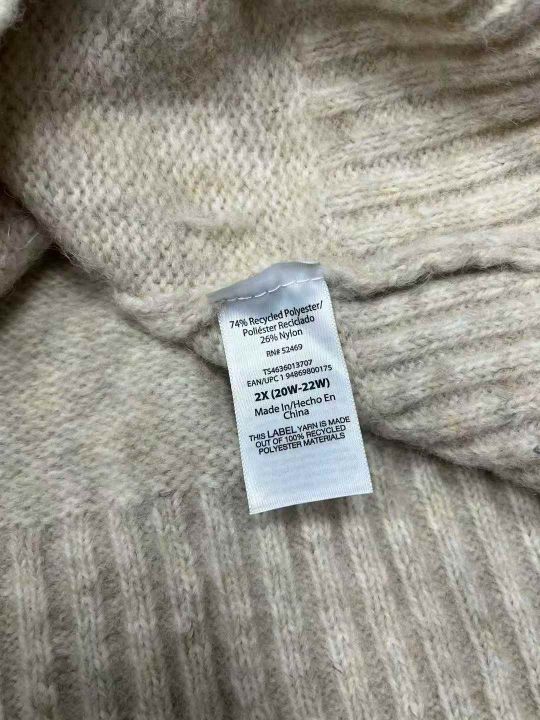 74% Recycled Polyester/
Poliéster Reciclado
26% Nylon
RN# 52469
TS4636013707
EAN/UPC 1 94869800175
2X (20W-22W)
Made In/Hecho En
China
THIS LABEL YARN IS MADE
OUT OF 100% RECYCLED
POLYESTER MATERIALS